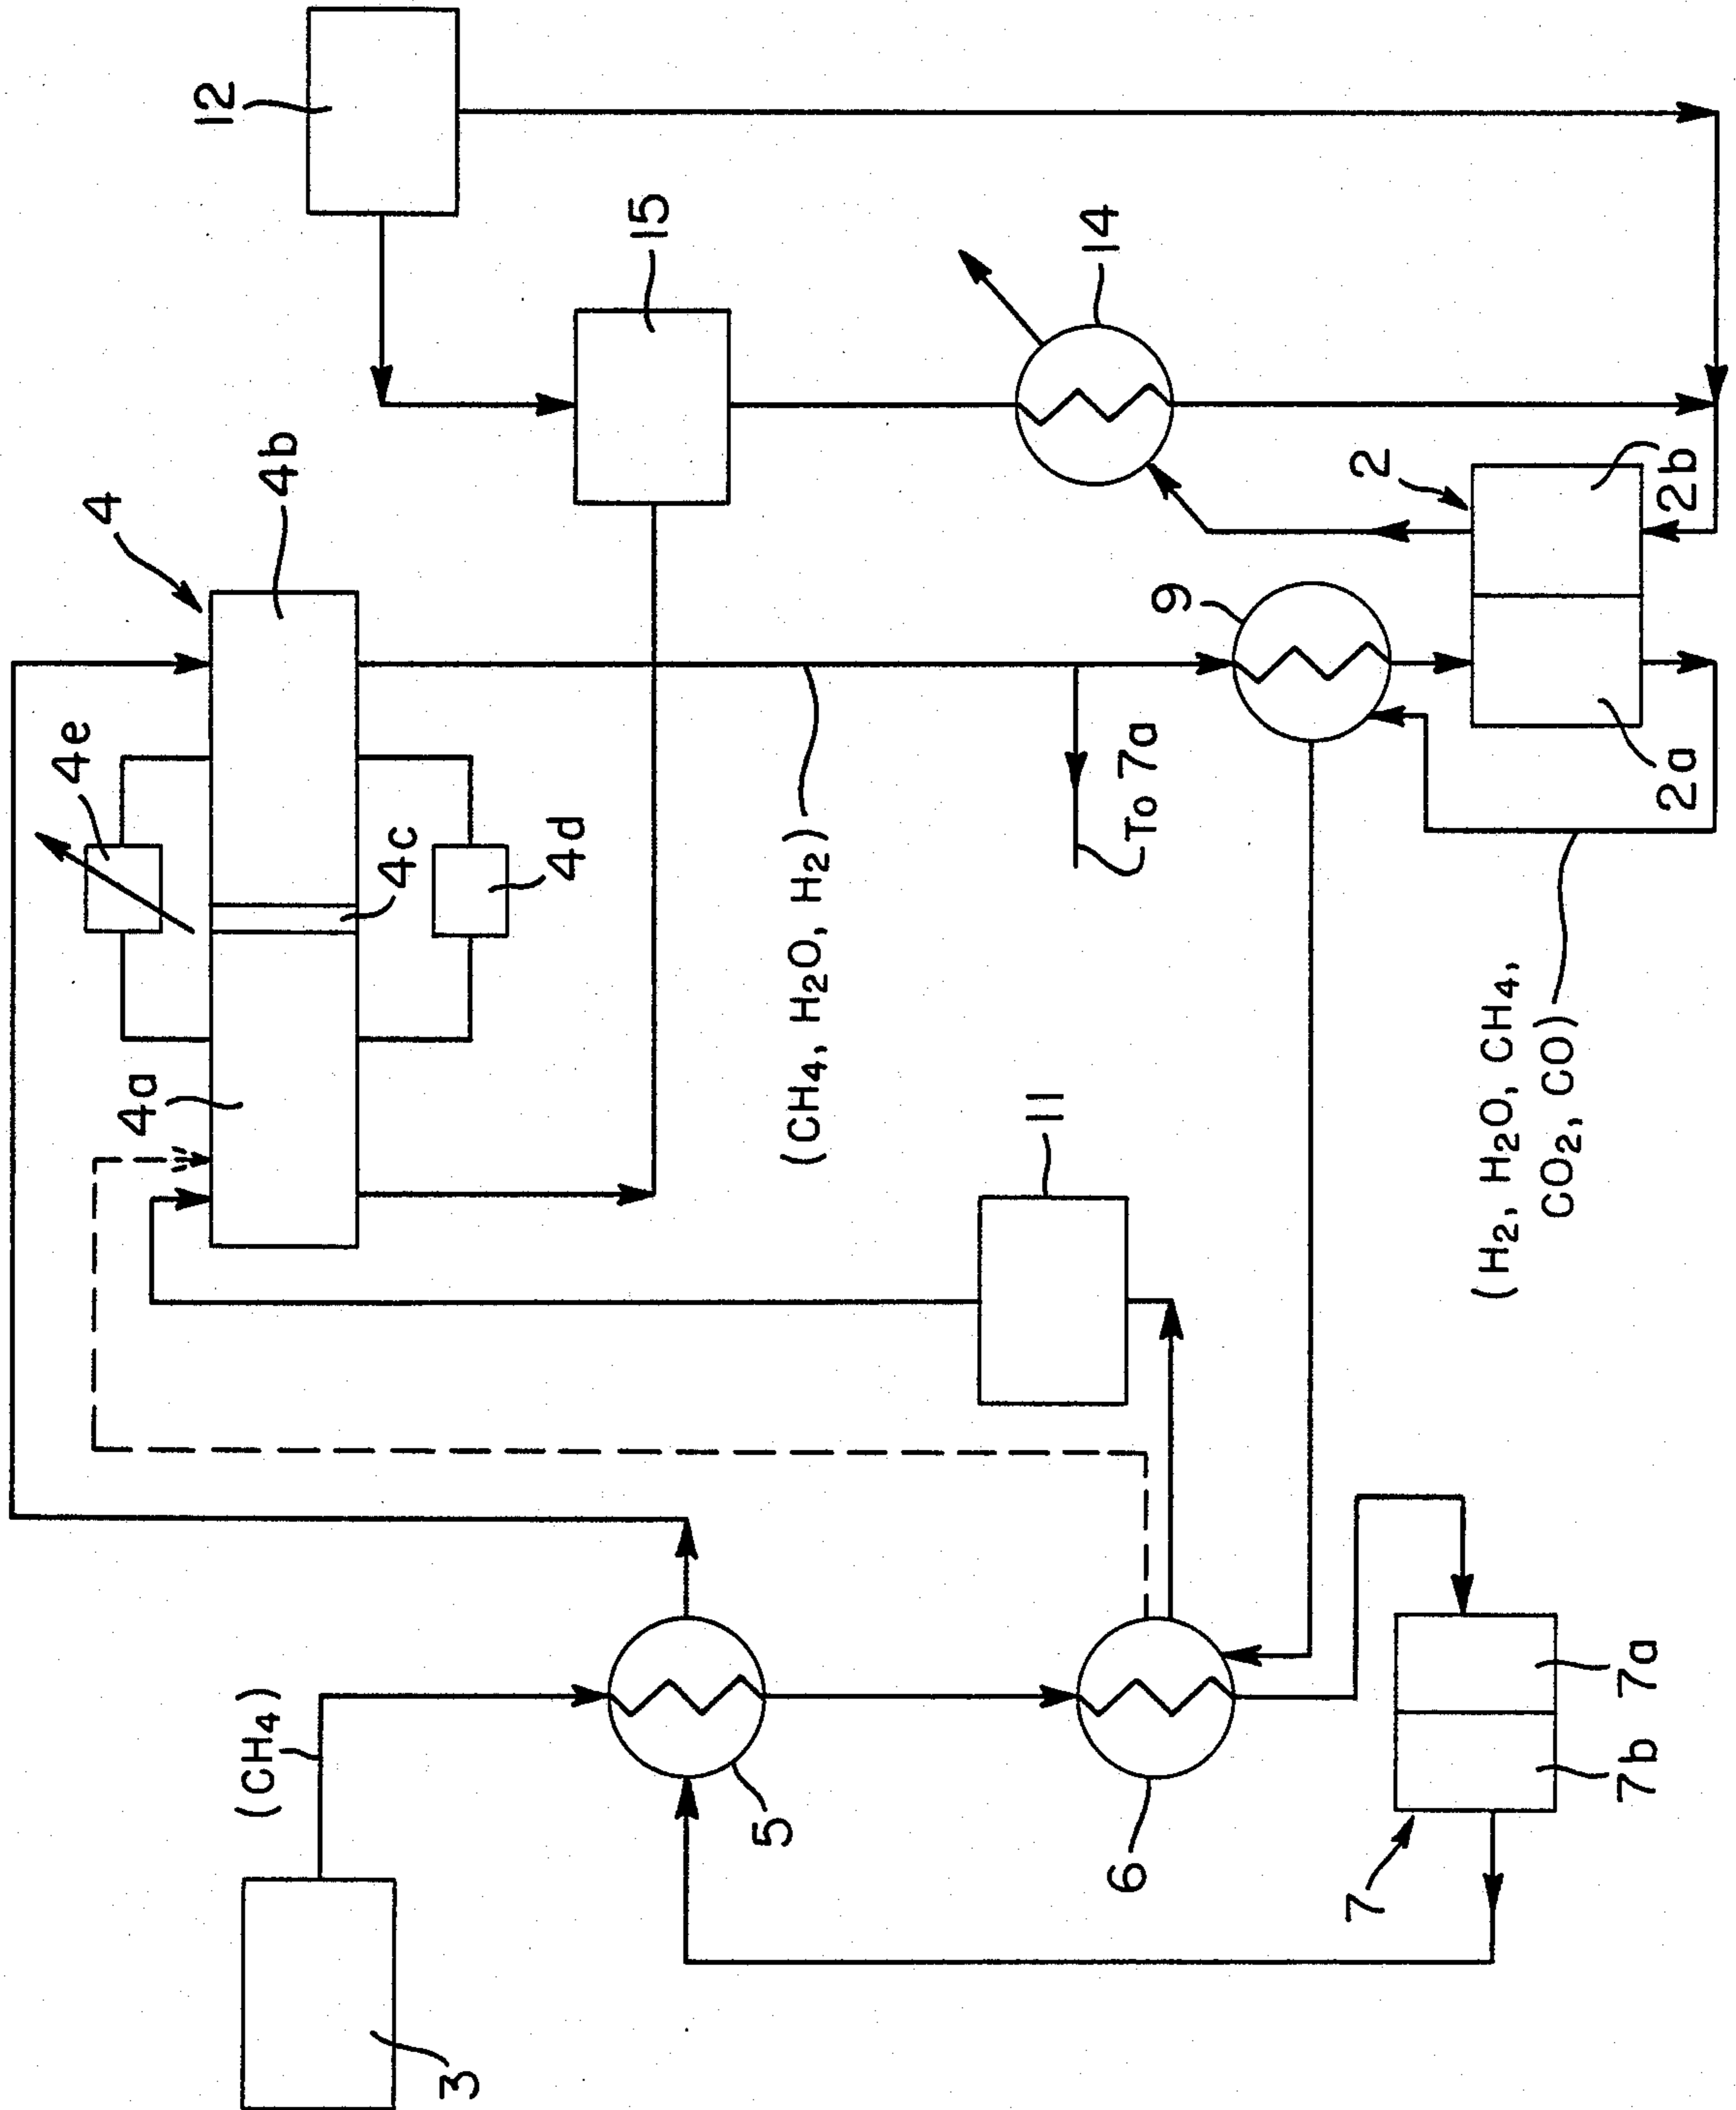 4e
4
4a
12
(CH₄)
4b
4c
3
4d
15
5
(CH₄, H₂O, H₂)
11
14
6
To 7a
9
7
2
(H₂, H₂O, CH₄,
CO₂, CO)
7b
7a
2a
2b